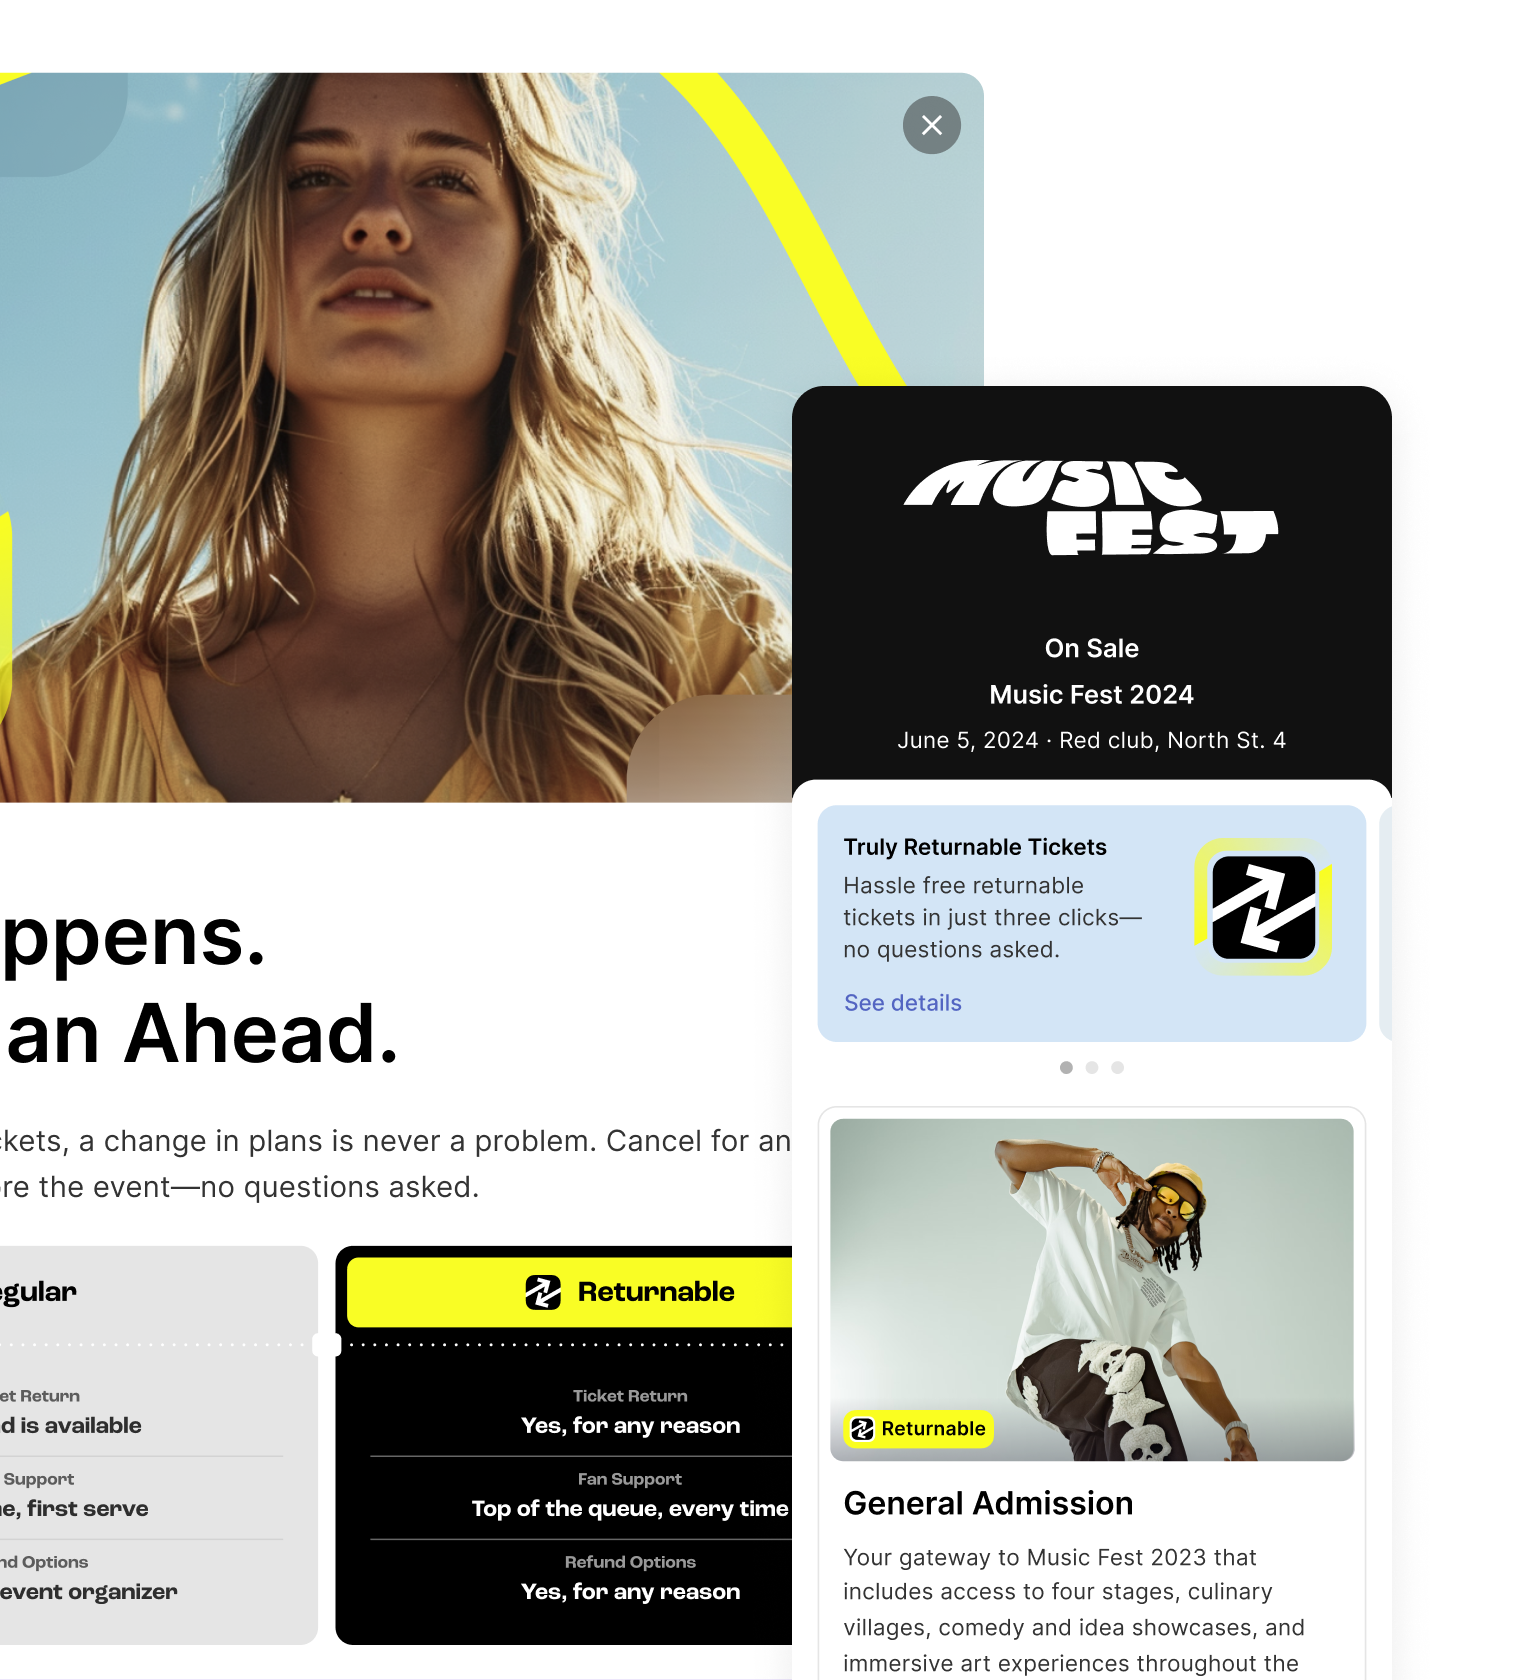 MUSIC
FEST
On Sale
Music Fest 2024
June 5, 2024 · Red club, North St. 4
Truly Returnable Tickets
Hassle free returnable
tickets in just three clicks—
no questions asked.
See details
Returnable
General Admission
Your gateway to Music Fest 2023 that
includes access to four stages, culinary
villages, comedy and idea showcases, and
immersive art experiences throughout the
ppens.
an Ahead.
ckets, a change in plans is never a problem. Cancel for an
re the event—no questions asked.
egular
et Return
d is available
Support
e, first serve
nd Options
event organizer
Returnable
Ticket Return
Yes, for any reason
Fan Support
Top of the queue, every time
Refund Options
Yes, for any reason